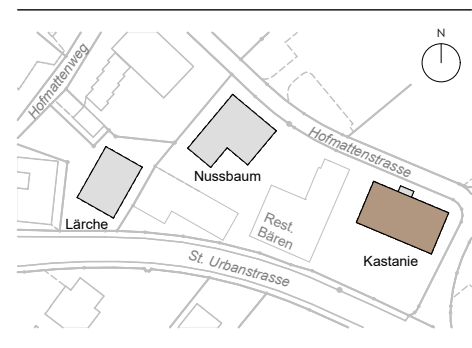 N
Hofmattenweg
Hofmattenstrasse
Nussbaum
Lärche
Rest.
Bären
Kastanie
St. Urbanstrasse